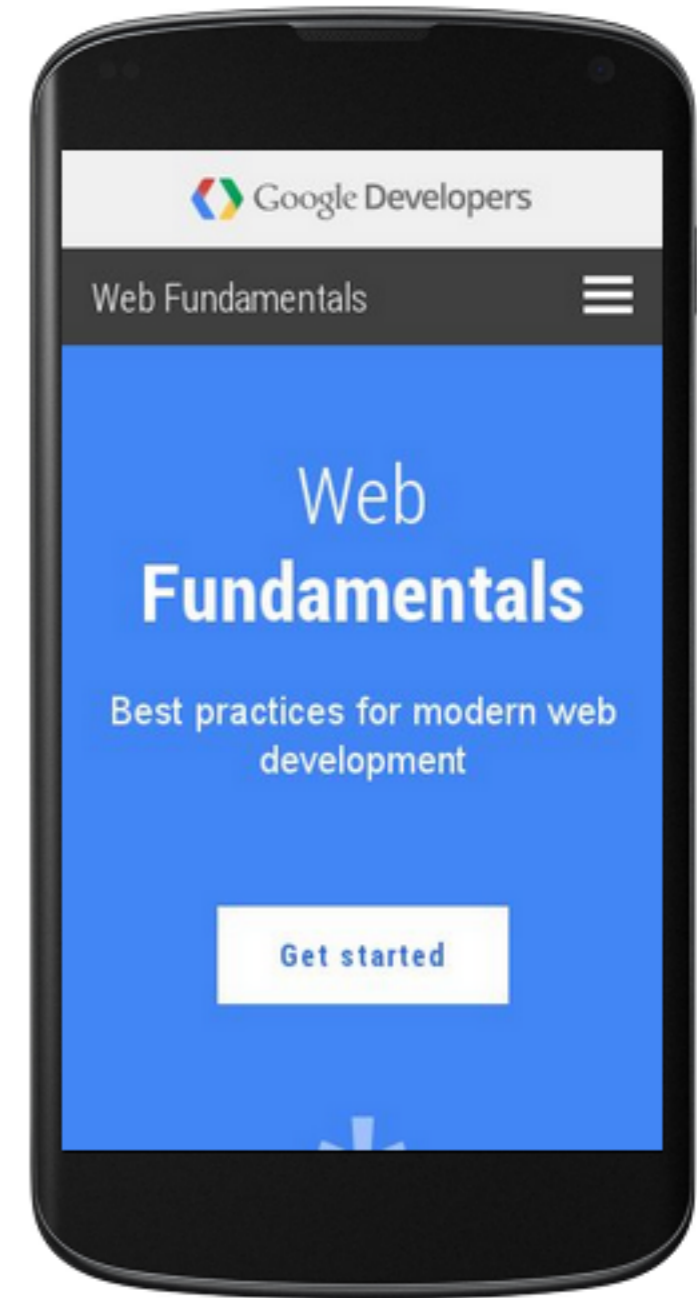 Google Developers
Web Fundamentals
Web
Fundamentals
Best practices for modern web
development
Get started